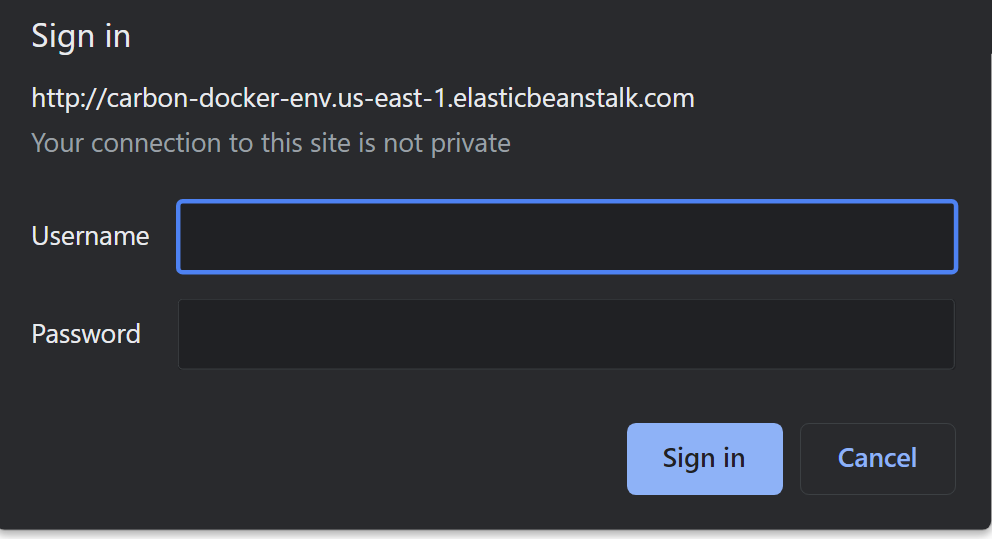 Sign in
http://carbon-docker-env.us-east-1.elasticbeanstalk.com
Your connection to this site is not private
Username
Password
Sign in Cancel